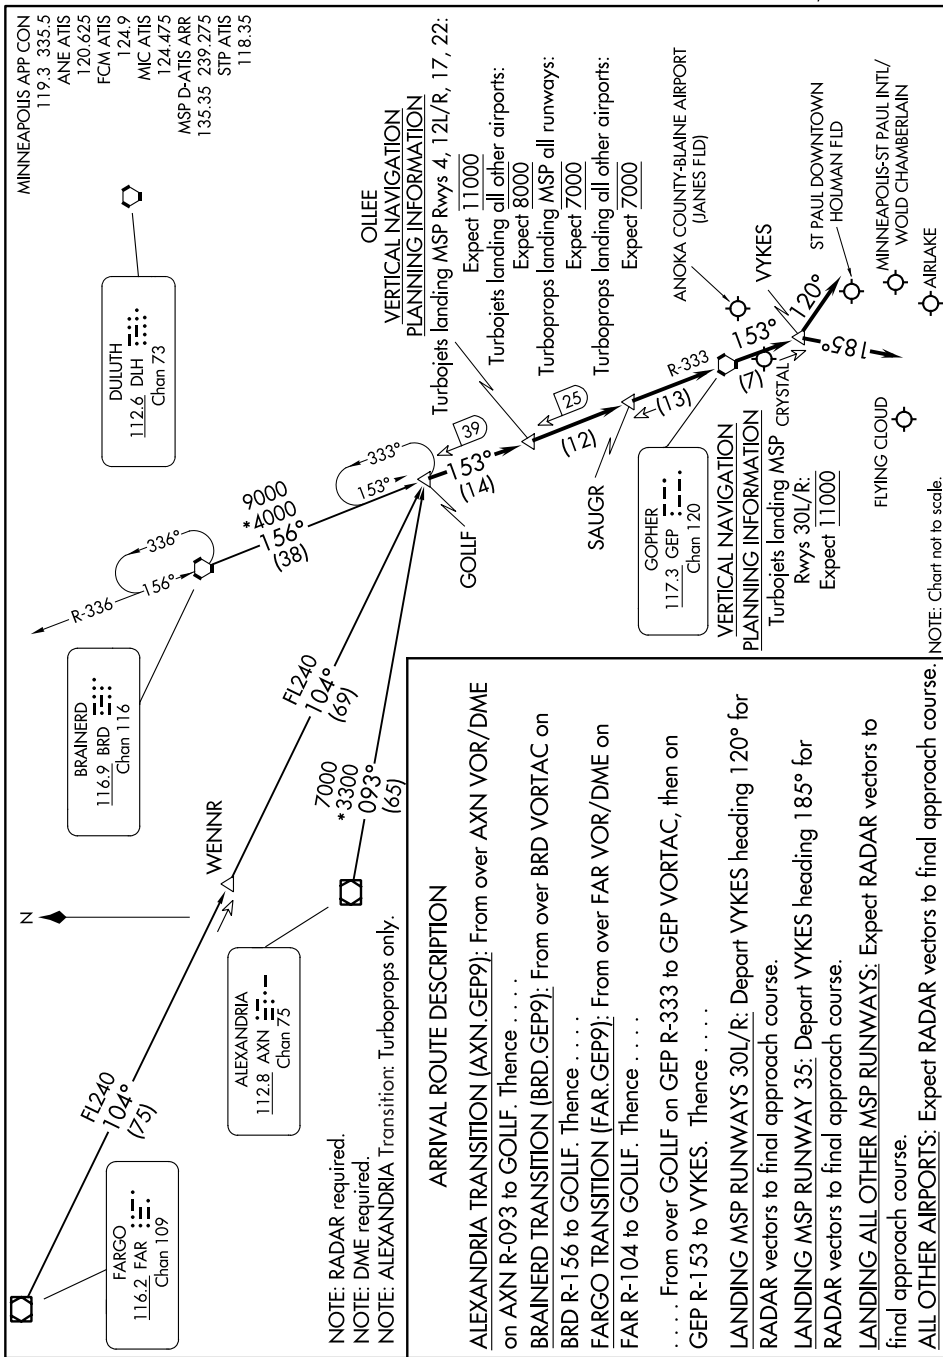 MINNEAPOLIS APP CON
119.3 335.5
ANE ATIS
120.625
FCM ATIS
124.9
MIC ATIS
124.475
MSP D-ATIS ARR
135.35 239.275
STP ATIS
118.35
DULUTH
112.6 DLH
Chan 73
BRAINERD
116.9 BRD
Chan 116
R-336
156°
336°
9000
*4000
156°
(38)
333°
153°
N
WENNR
FL240
104°
(69)
FARGO
116.2 FAR
Chan 109
FL240
104°
(75)
ALEXANDRIA
112.8 AXN
Chan 75
7000
*3300
093°
(65)
GOLLF
39
153°
(14)
OLLEE
VERTICAL NAVIGATION
PLANNING INFORMATION
Turbojets landing MSP Rwys 4, 12L/R, 17, 22:
Expect 11000
Turbojets landing all other airports:
Expect 8000
Turboprops landing MSP all runways:
Expect 7000
Turboprops landing all other airports:
Expect 7000
25
(12)
SAUGR
(13)
R-333
GOPHER
117.3 GEP
Chan 120
VERTICAL NAVIGATION
PLANNING INFORMATION
Turbojets landing MSP
Rwys 30L/R:
Expect 11000
ANOKA COUNTY-BLAINE AIRPORT
(JANES FLD)
153°
(7)
CRYSTAL
VYKES
120°
185°
ST PAUL DOWNTOWN
HOLMAN FLD
MINNEAPOLIS-ST PAUL INTL/
WOLD CHAMBERLAIN
AIRLAKE
FLYING CLOUD
NOTE: Chart not to scale.
NOTE: RADAR required.
NOTE: DME required.
NOTE: ALEXANDRIA Transition: Turboprops only.
ARRIVAL ROUTE DESCRIPTION
ALEXANDRIA TRANSITION (AXN.GEP9): From over AXN VOR/DME
on AXN R-093 to GOLLF. Thence . . . .
BRAINERD TRANSITION (BRD.GEP9): From over BRD VORTAC on
BRD R-156 to GOLLF. Thence . . . .
FARGO TRANSITION (FAR.GEP9): From over FAR VOR/DME on
FAR R-104 to GOLLF. Thence . . . .
. . . . From over GOLLF on GEP R-333 to GEP VORTAC, then on
GEP R-153 to VYKES. Thence . . . .
LANDING MSP RUNWAYS 30L/R: Depart VYKES heading 120° for
RADAR vectors to final approach course.
LANDING MSP RUNWAY 35: Depart VYKES heading 185° for
RADAR vectors to final approach course.
LANDING ALL OTHER MSP RUNWAYS: Expect RADAR vectors to
final approach course.
ALL OTHER AIRPORTS: Expect RADAR vectors to final approach course.